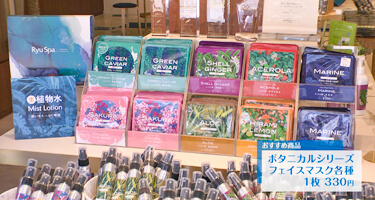 Ryu Spa
植物水
Mist Lotion
GREEN
CAVIAR
GREEN
CAVIAR
SHELL
GINGER
ACEROLA
MARINE
SAKURA
SAKURA
ALOE
HIRAMI
LEMON
MARINE
おすすめ商品
ボタニカルシリーズ
フェイスマスク各種
1枚 330円